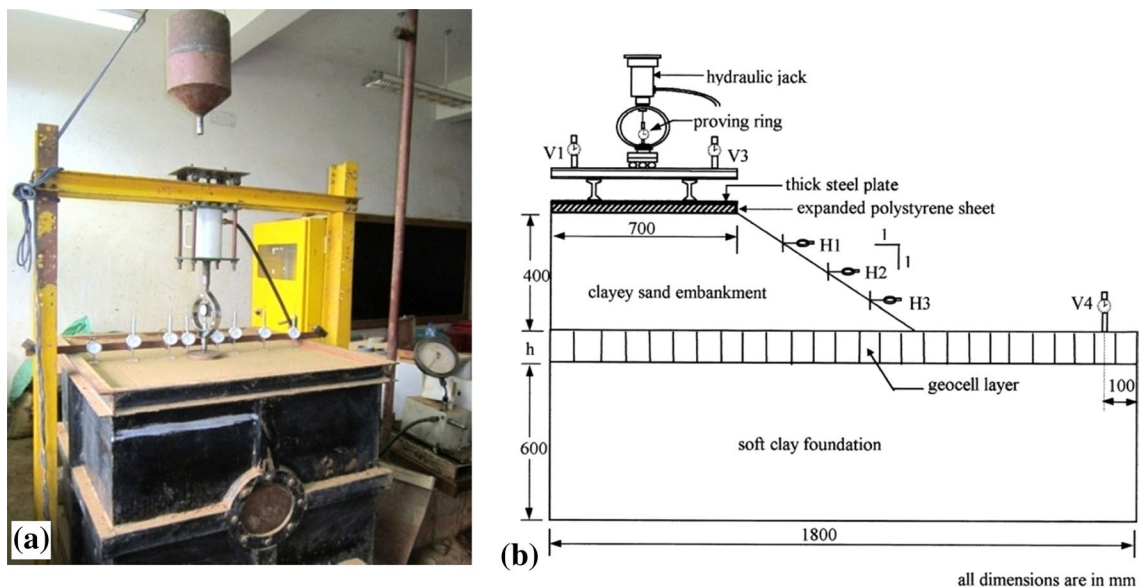 hydraulic jack
proving ring
V1
V3
thick steel plate
expanded polystyrene sheet
700
1
1
H1
H2
H3
400
clayey sand embankment
V4
h
geocell layer
100
600
soft clay foundation
(a)
(b)
1800
all dimensions are in mm